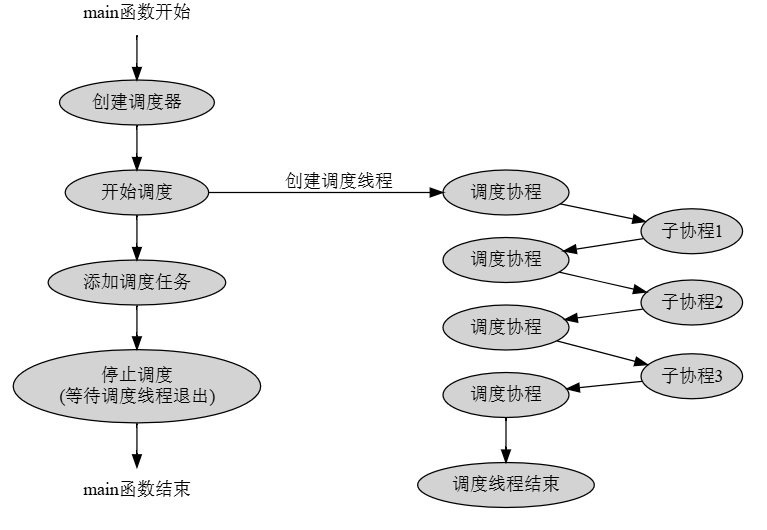 main函数开始
创建调度器
开始调度
创建调度线程
添加调度任务
停止调度
(等待调度线程退出)
main函数结束
调度协程
子协程1
调度协程
子协程2
调度协程
子协程3
调度协程
调度线程结束